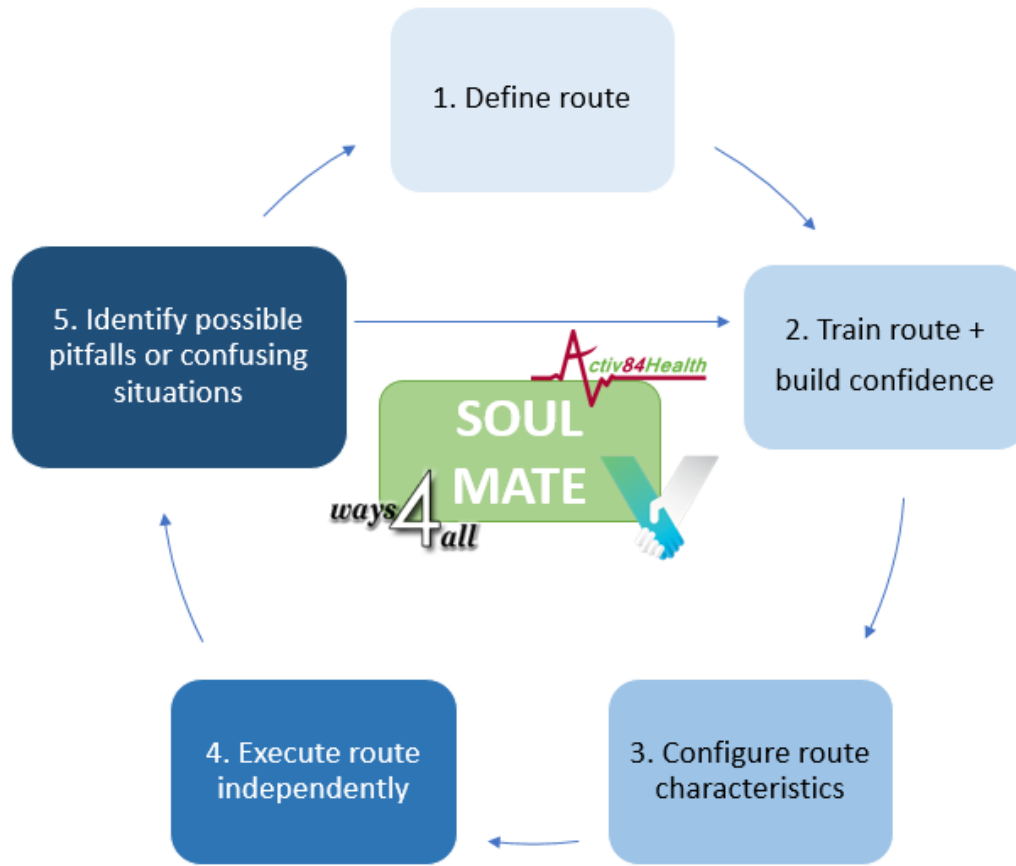 1. Define route
5. Identify possible
pitfalls or confusing
situations
2. Train route +
build confidence
Activ84Health
SOUL
MATE
ways4all
4. Execute route
independently
3. Configure route
characteristics